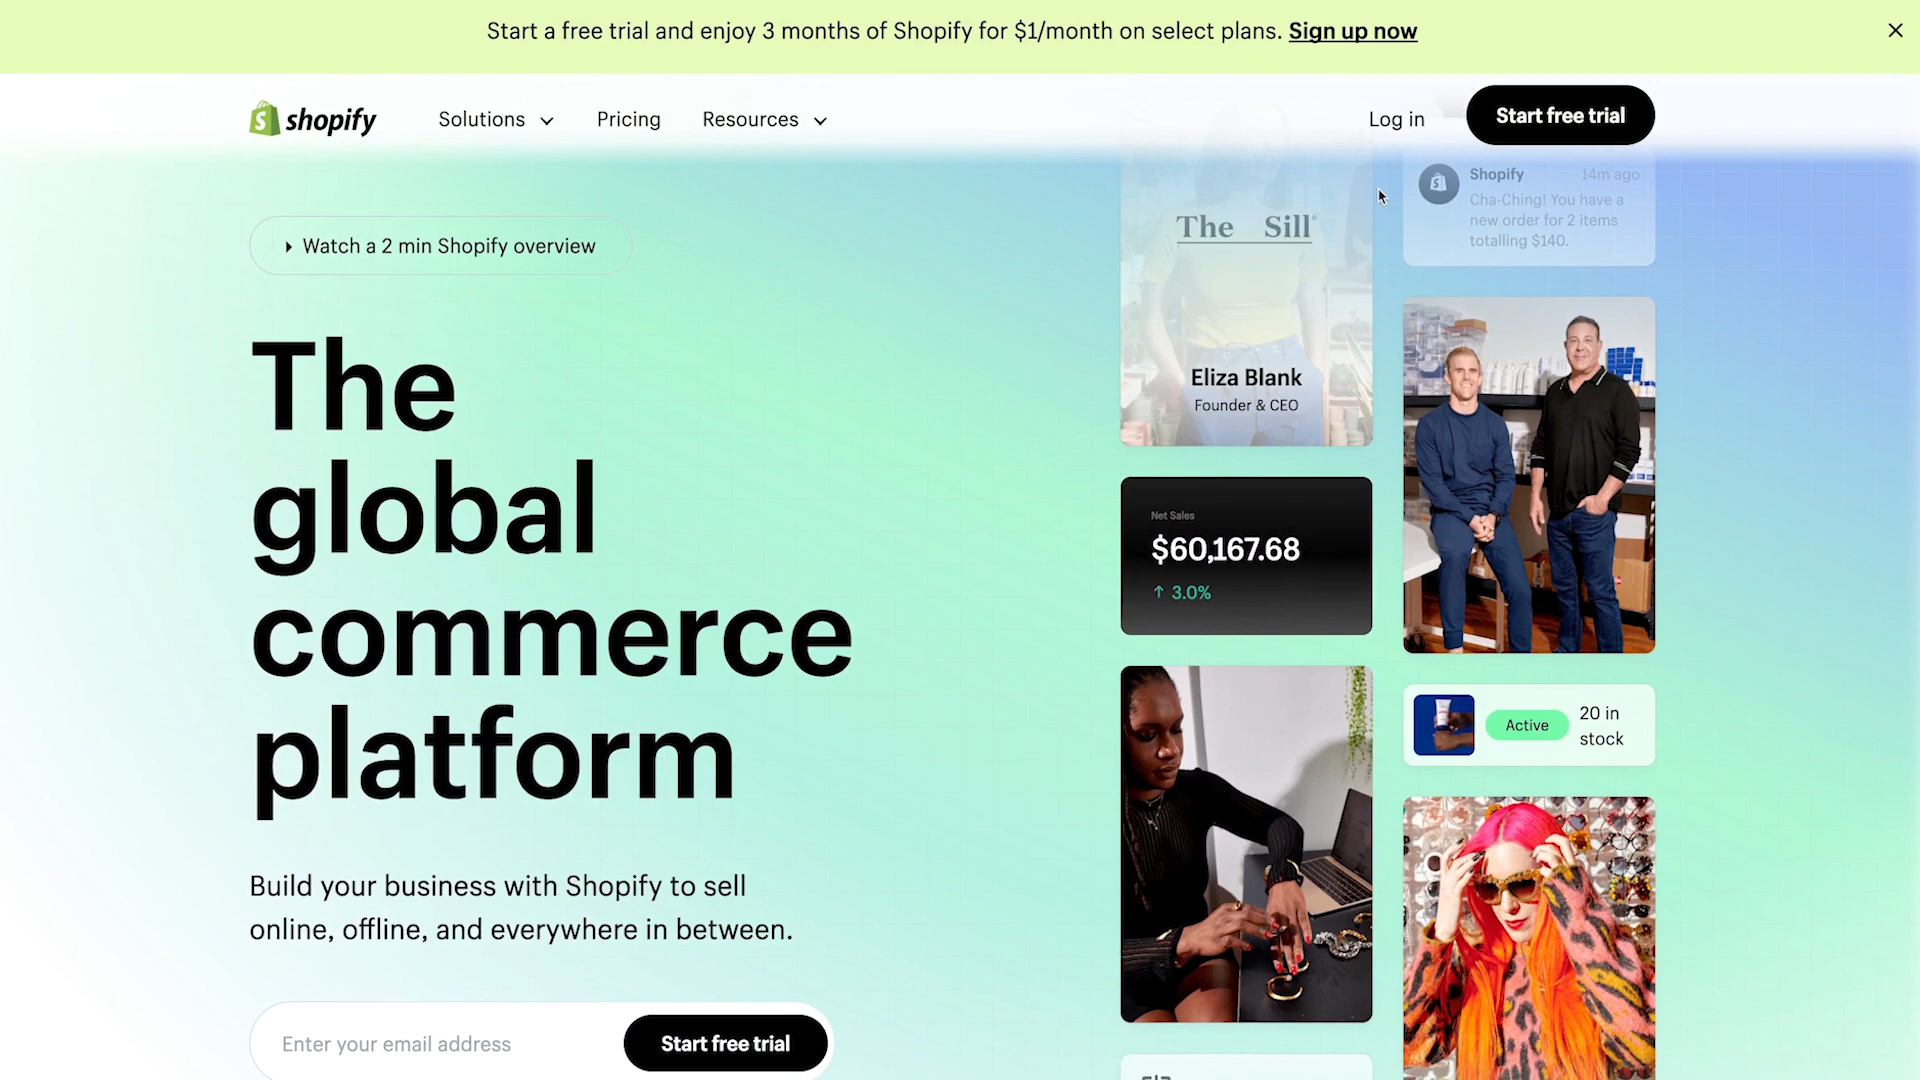 Start a free trial and enjoy 3 months of Shopify for $1/month on select plans. Sign up now
shopify
Solutions
Pricing
Resources
Log in
Start free trial
Watch a 2 min Shopify overview
The
global
commerce
platform
Build your business with Shopify to sell
online, offline, and everywhere in between.
Enter your email address
Start free trial
The Sill
Eliza Blank
Founder & CEO
Net Sales
$60,167.68
↑ 3.0%
Shopify
14m ago
Cha-Ching! You have a
new order for 2 items
totalling $140.
Active
20 in
stock